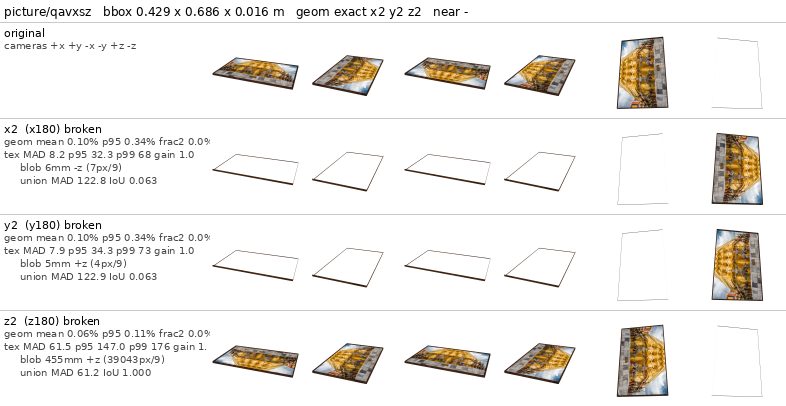 picture/qavxsz bbox 0.429 x 0.686 x 0.016 m geom exact x2 y2 z2 near -
original
cameras +x +y -x -y +z -z
x2 (x180) broken
geom mean 0.10% p95 0.34% frac2 0.0%
tex MAD 8.2 p95 32.3 p99 68 gain 1.0
blob 6mm -z (7px/9)
union MAD 122.8 IoU 0.063
y2 (y180) broken
geom mean 0.10% p95 0.34% frac2 0.0%
tex MAD 7.9 p95 34.3 p99 73 gain 1.0
blob 5mm +z (4px/9)
union MAD 122.9 IoU 0.063
z2 (z180) broken
geom mean 0.06% p95 0.11% frac2 0.0%
tex MAD 61.5 p95 147.0 p99 176 gain 1.
blob 455mm +z (39043px/9)
union MAD 61.2 IoU 1.000